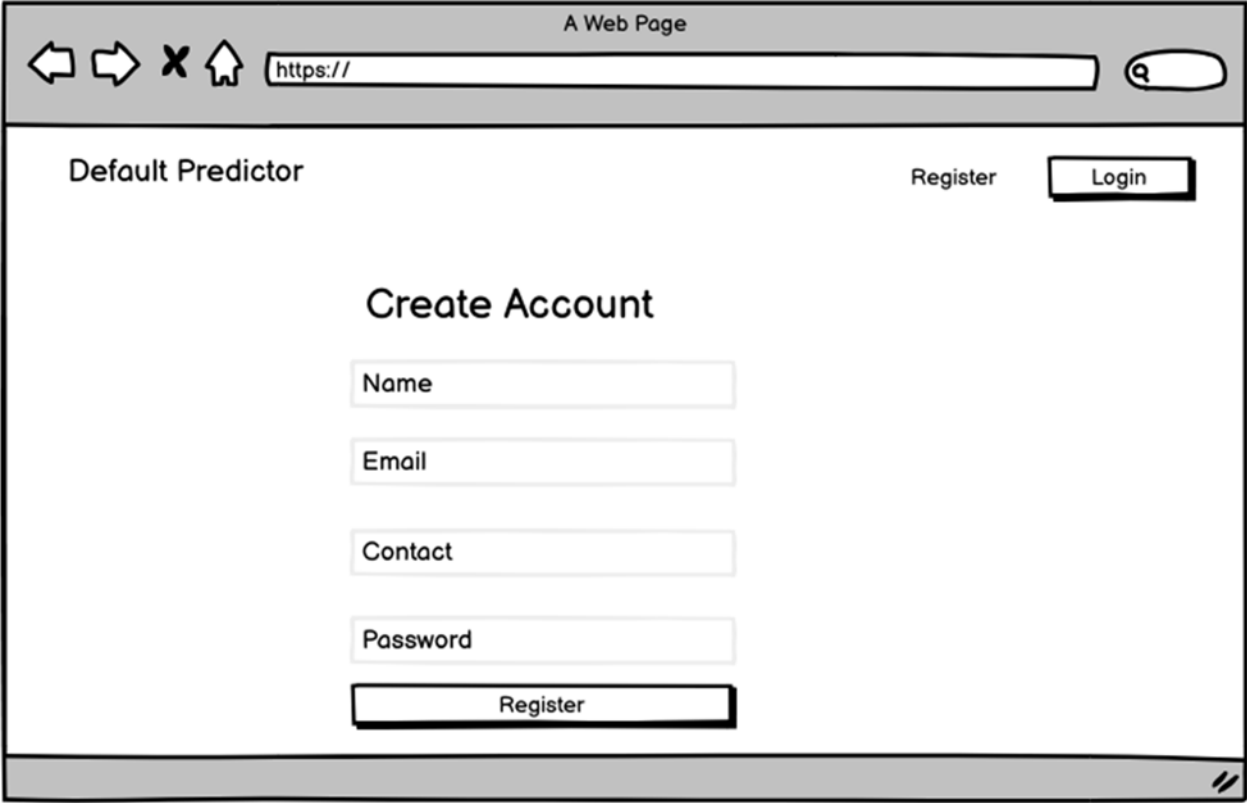 A Web Page
https://
Default Predictor
Register
Login
Create Account
Name
Email
Contact
Password
Register